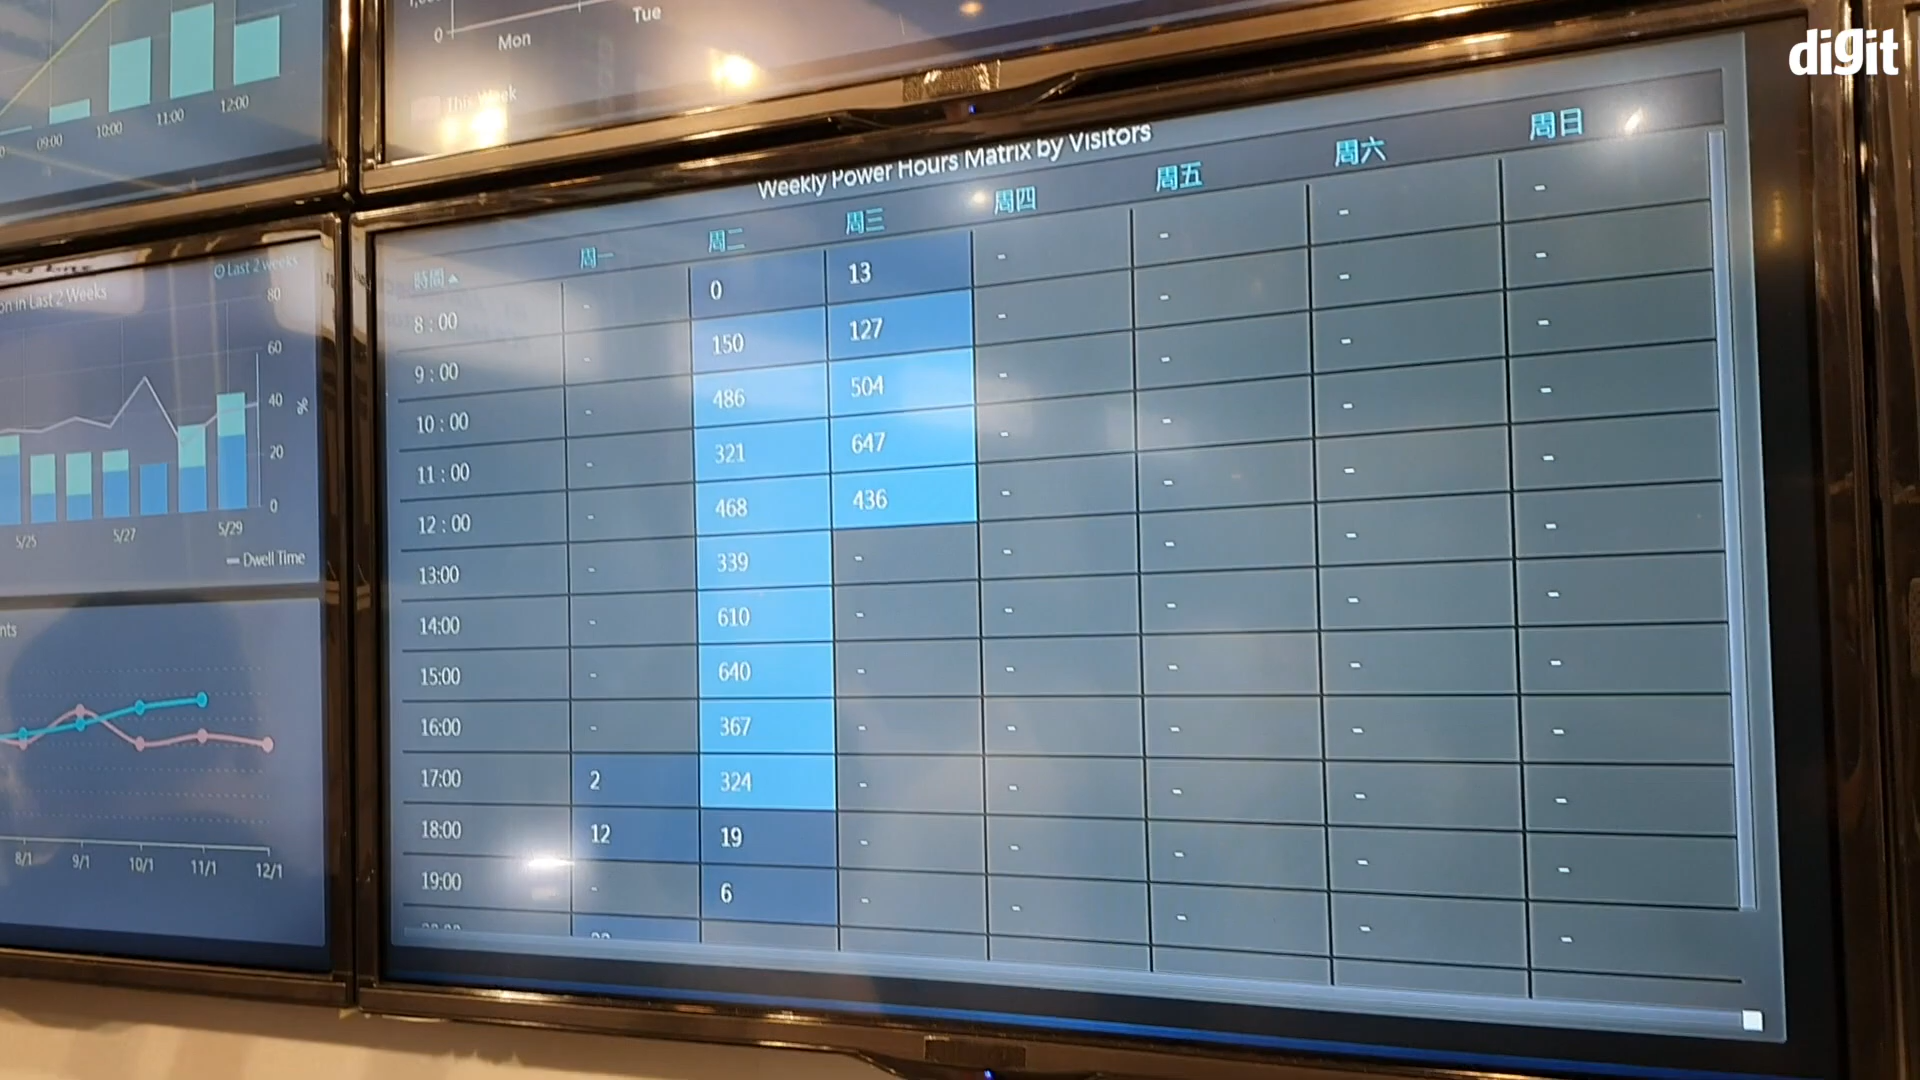 digit
Mon Tue
0
This Week
09:00 10:00 11:00 12:00
Weekly Power Hours Matrix by Visitors
時間 周一 周二 周三 周四 周五 周六 周日
8 : 00 - 0 13 - - - -
9 : 00 - 150 127 - - - -
10 : 00 - 486 504 - - - -
11 : 00 - 321 647 - - - -
12 : 00 - 468 436 - - - -
13:00 - 339 - - - - -
14:00 - 610 - - - - -
15:00 - 640 - - - - -
16:00 - 367 - - - - -
17:00 2 324 - - - - -
18:00 12 19 - - - - -
19:00 - 6 - - - - -
Last 2 weeks
in Last 2 Weeks
80
60
40
20
0
%
5/25 5/27 5/29
Dwell Time
8/1 9/1 10/1 11/1 12/1